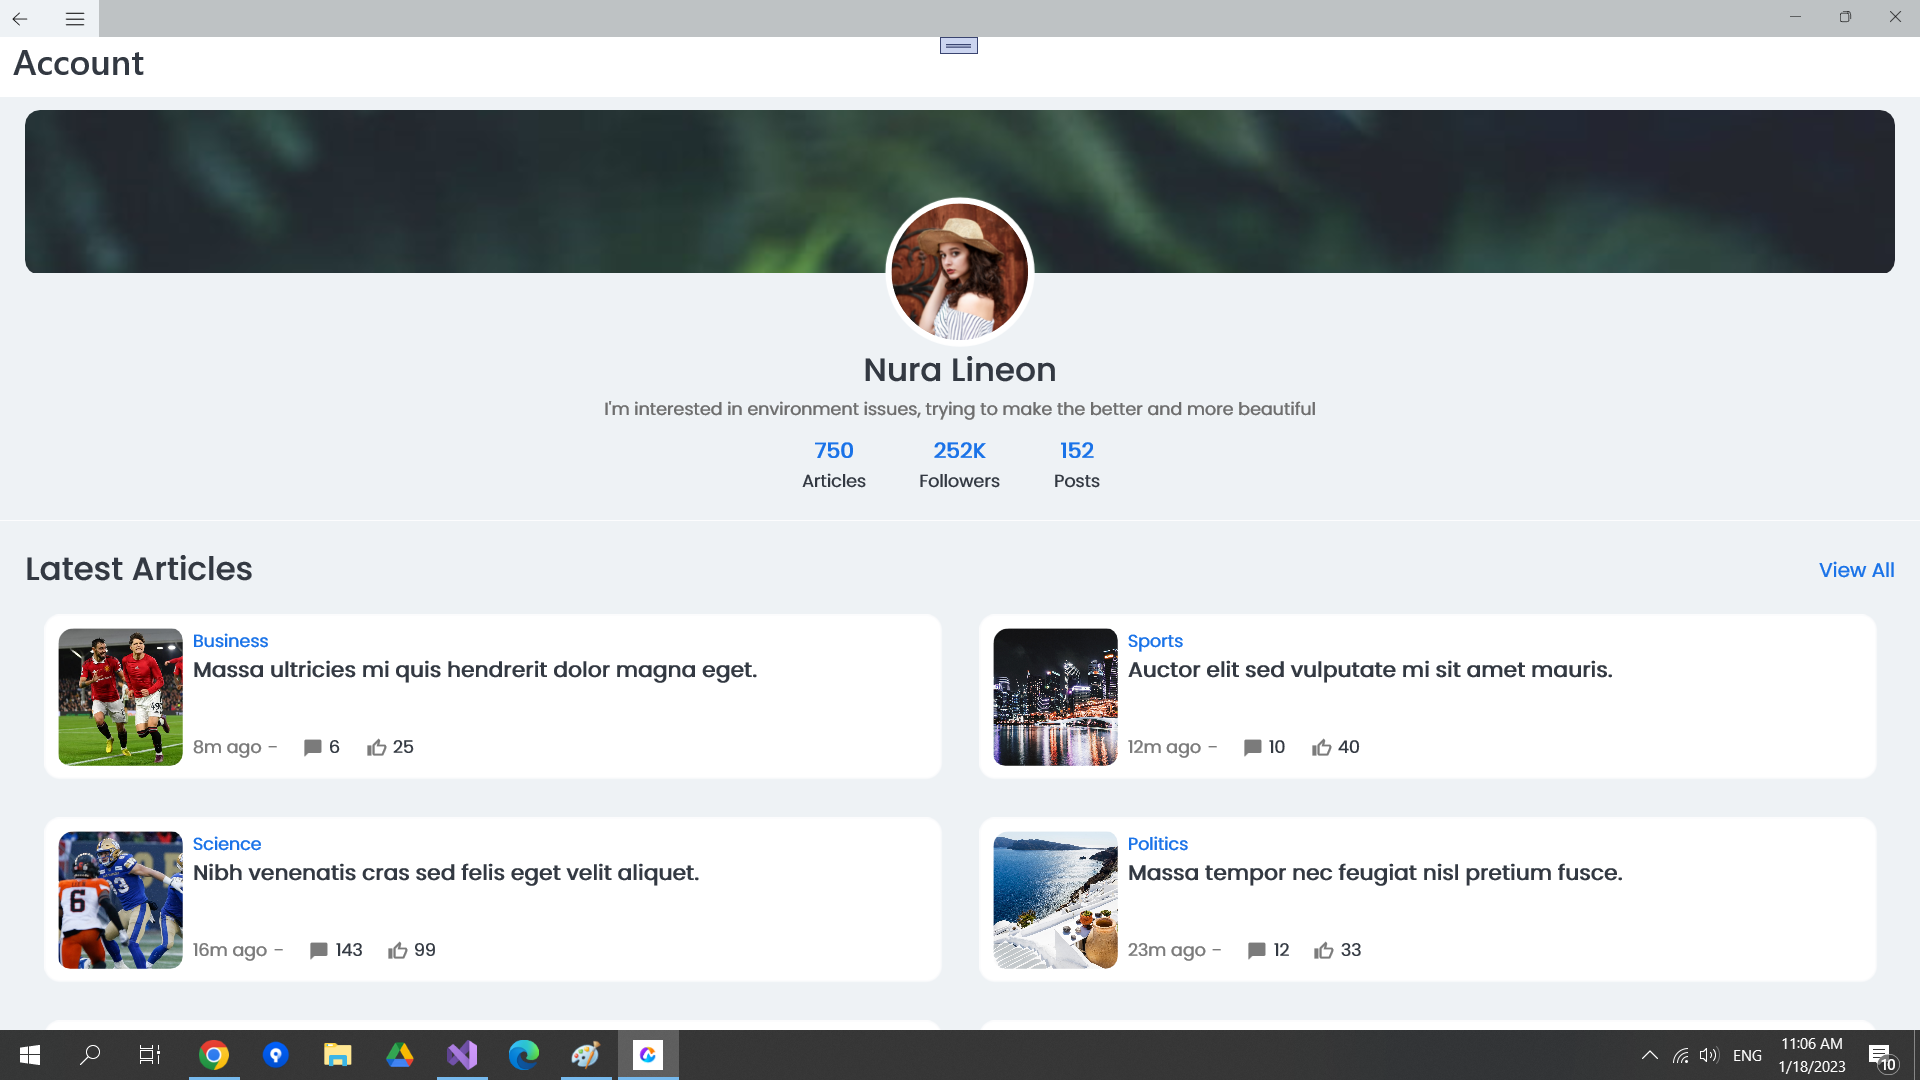 Account
Nura Lineon
I'm interested in environment issues, trying to make the better and more beautiful
750 252K 152
Articles Followers Posts
Latest Articles View All
Business
Massa ultricies mi quis hendrerit dolor magna eget.
8m ago - 6 25
Sports
Auctor elit sed vulputate mi sit amet mauris.
12m ago - 10 40
Science
Nibh venenatis cras sed felis eget velit aliquet.
16m ago - 143 99
Politics
Massa tempor nec feugiat nisl pretium fusce.
23m ago - 12 33
ENG
11:06 AM
1/18/2023
10